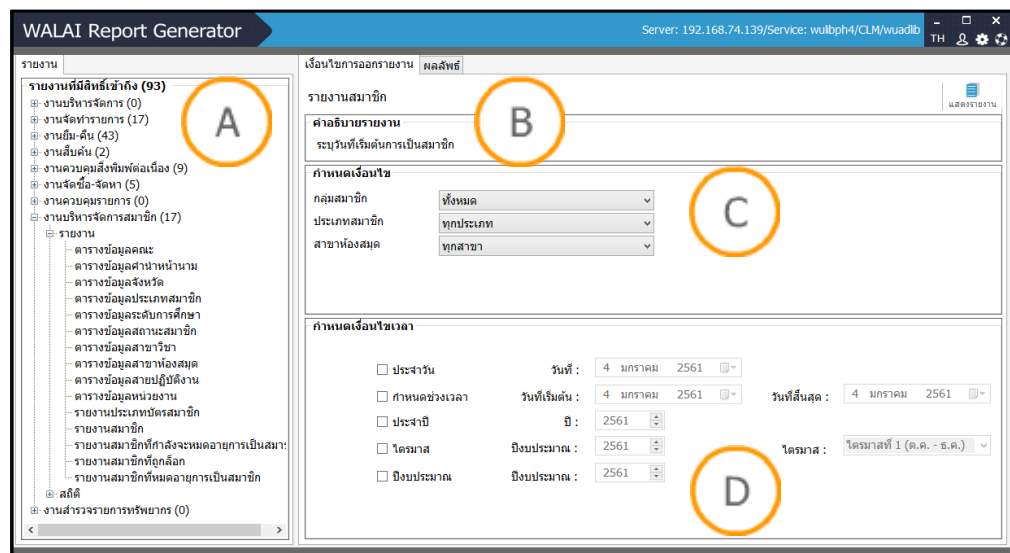 WALAI Report Generator
Server: 192.168.74.139/Service: wulibph4/CLM/wuadlib
TH
รายงาน
รายงานที่มีสิทธิ์เข้าถึง (93)
งานบริหารจัดการ (0)
งานจัดทำรายการ (17)
งานยืม-คืน (43)
งานสืบค้น (2)
งานควบคุมสิ่งพิมพ์ต่อเนื่อง (9)
งานจัดซื้อ-จัดหา (5)
งานควบคุมรายการ (0)
งานบริหารจัดการสมาชิก (17)
รายงาน
ตารางข้อมูลคณะ
ตารางข้อมูลคำนำหน้านาม
ตารางข้อมูลจังหวัด
ตารางข้อมูลประเภทสมาชิก
ตารางข้อมูลระดับการศึกษา
ตารางข้อมูลสถานะสมาชิก
ตารางข้อมูลสาขาวิชา
ตารางข้อมูลสาขาห้องสมุด
ตารางข้อมูลสายปฏิบัติงาน
ตารางข้อมูลหน่วยงาน
รายงานประเภทบัตรสมาชิก
รายงานสมาชิก
รายงานสมาชิกที่กำลังจะหมดอายุการเป็นสมา
รายงานสมาชิกที่ถูกล็อก
รายงานสมาชิกที่หมดอายุการเป็นสมาชิก
สถิติ
งานสำรวจรายการทรัพยากร (0)
A
เงื่อนไขการออกรายงาน ผลลัพธ์
รายงานสมาชิก
แสดงรายงาน
B
คำอธิบายรายงาน
ระบุวันที่เริ่มต้นการเป็นสมาชิก
กำหนดเงื่อนไข
กลุ่มสมาชิก ทั้งหมด
ประเภทสมาชิก ทุกประเภท
สาขาห้องสมุด ทุกสาขา
C
กำหนดเงื่อนไขเวลา
ประจำวัน วันที่ : 4 มกราคม 2561
กำหนดช่วงเวลา วันที่เริ่มต้น : 4 มกราคม 2561 วันที่สิ้นสุด : 4 มกราคม 2561
ประจำปี ปี : 2561
ไตรมาส ปีงบประมาณ : 2561 ไตรมาส : ไตรมาสที่ 1 (ต.ค. - ธ.ค.)
ปีงบประมาณ ปีงบประมาณ : 2561
D